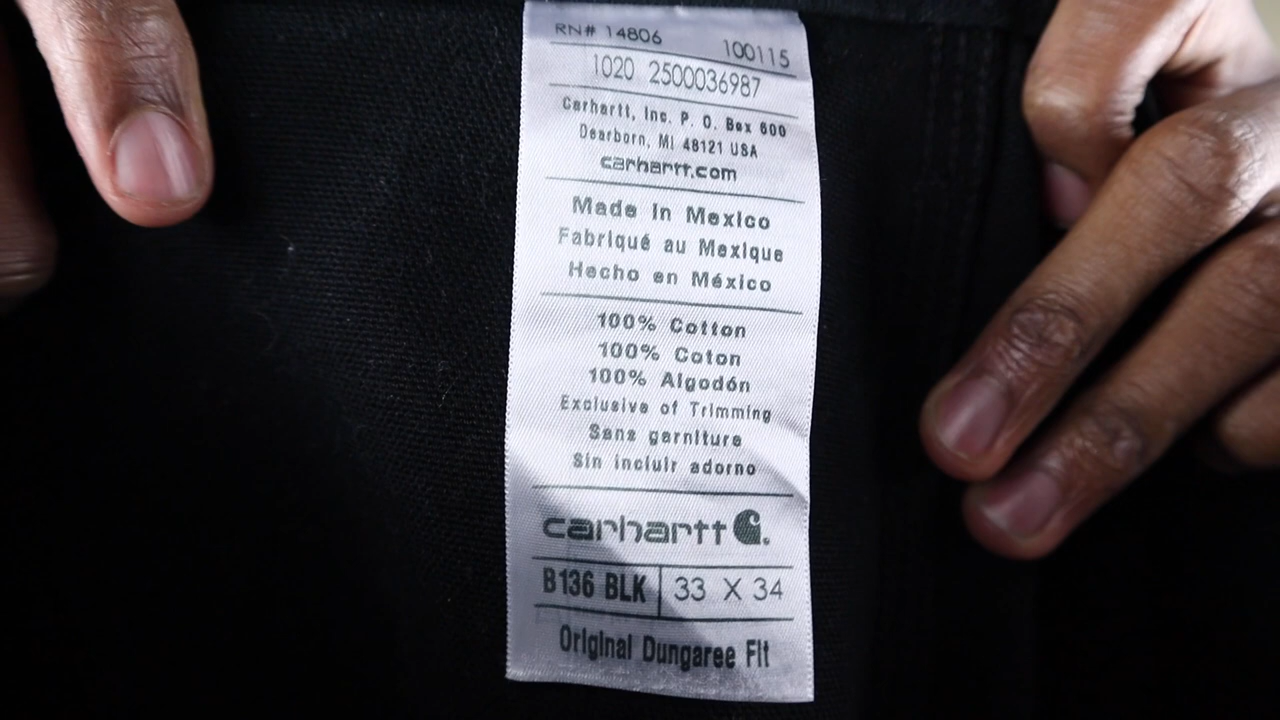 RN# 14806 100115
1020 2500036987
Carhartt, Inc. P. O. Box 600
Dearborn, MI 48121 USA
carhartt.com
Made in Mexico
Fabriqué au Mexique
Hecho en México
100% Cotton
100% Coton
100% Algodón
Exclusive of Trimming
Sans garniture
Sin incluir adorno
carhartt
B136 BLK 33 X 34
Original Dungaree Fit